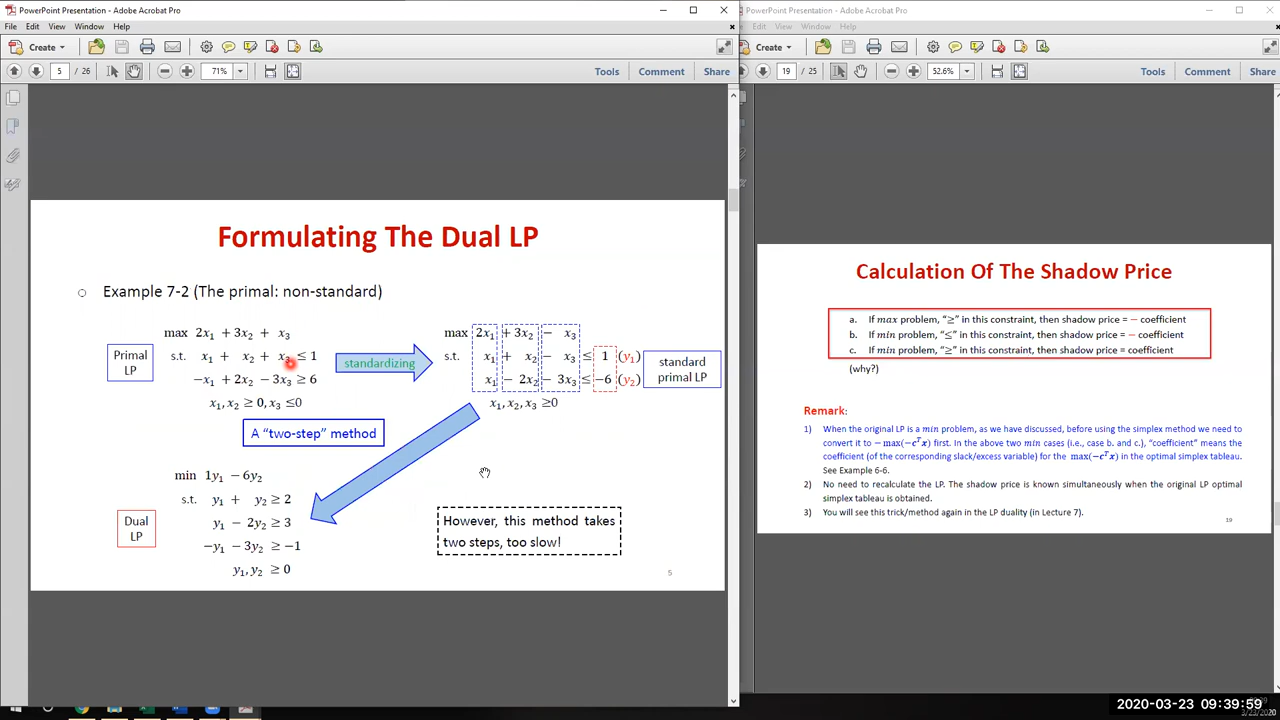 PowerPoint Presentation - Adobe Acrobat Pro
File Edit View Window Help
Create
5 / 26
71%
Tools Comment Share
Formulating The Dual LP
Example 7-2 (The primal: non-standard)
Primal
LP
max 2x₁ + 3x₂ + x₃
s.t. x₁ + x₂ + x₃ ≤ 1
−x₁ + 2x₂ − 3x₃ ≥ 6
x₁, x₂ ≥ 0, x₃ ≤0
standardizing
max 2x₁ + 3x₂ − x₃
s.t. x₁ + x₂ − x₃ ≤ 1 (y₁)
x₁ − 2x₂ − 3x₃ ≤ −6 (y₂)
x₁, x₂, x₃ ≥0
standard
primal LP
A "two-step" method
Dual
LP
min 1y₁ − 6y₂
s.t. y₁ + y₂ ≥ 2
y₁ − 2y₂ ≥ 3
−y₁ − 3y₂ ≥ −1
y₁, y₂ ≥ 0
However, this method takes
two steps, too slow!
5
PowerPoint Presentation - Adobe Acrobat Pro
File Edit View Window Help
Create
19 / 25
52.6%
Tools Comment Share
Calculation Of The Shadow Price
a. If max problem, "≥" in this constraint, then shadow price = − coefficient
b. If min problem, "≤" in this constraint, then shadow price = − coefficient
c. If min problem, "≥" in this constraint, then shadow price = coefficient
(why?)
Remark:
1) When the original LP is a min problem, as we have discussed, before using the simplex method we need to
convert it to −max(−cᵀx) first. In the above two min cases (i.e., case b. and c.), "coefficient" means the
coefficient (of the corresponding slack/excess variable) for the max(−cᵀx) in the optimal simplex tableau.
See Example 6-6.
2) No need to recalculate the LP. The shadow price is known simultaneously when the original LP optimal
simplex tableau is obtained.
3) You will see this trick/method again in the LP duality (in Lecture 7).
19
2020-03-23 09:39:59